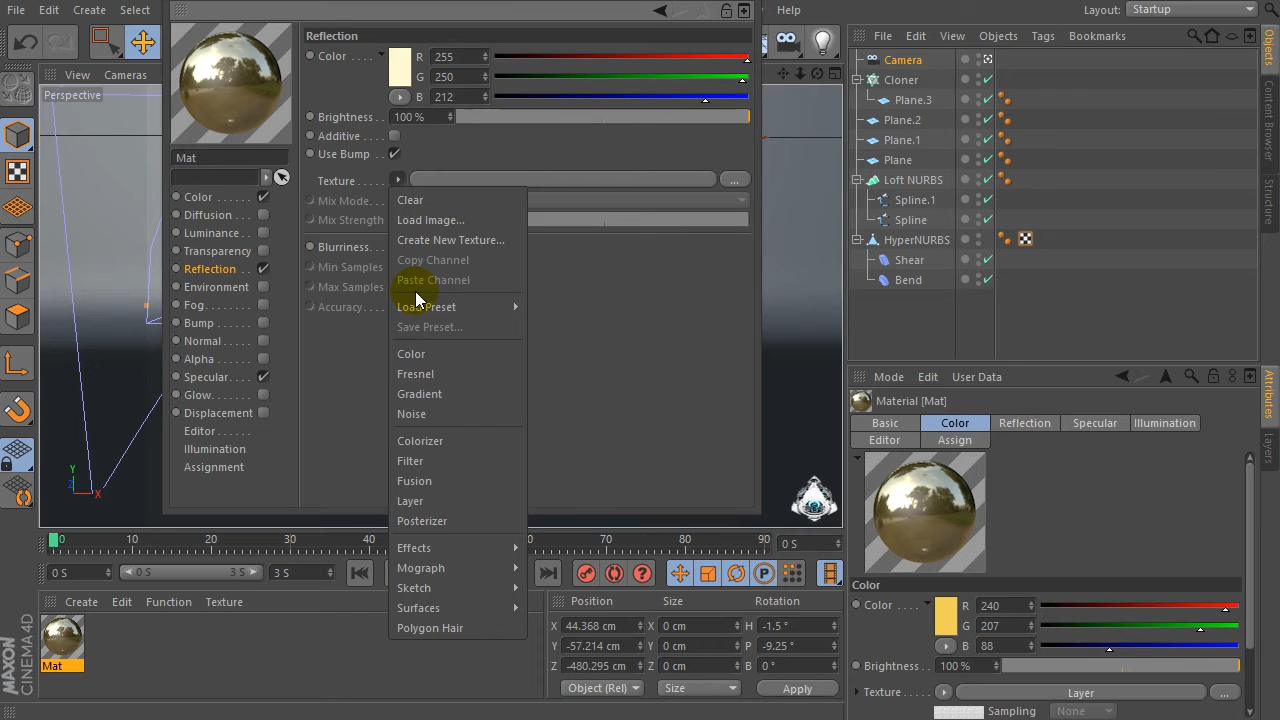 File Edit Create Select Help Layout: Startup
File Edit View Objects Tags Bookmarks
View Cameras
Perspective
Reflection
Color R 255
G 250
B 212
Brightness 100 %
Additive
Use Bump
Texture ...
Mix Mode
Mix Strength
Blurriness
Min Samples
Max Samples
Accuracy
Mat
Color
Diffusion
Luminance
Transparency
Reflection
Environment
Fog
Bump
Normal
Alpha
Specular
Glow
Displacement
Editor
Illumination
Assignment
Clear
Load Image...
Create New Texture...
Copy Channel
Paste Channel
Load Preset
Save Preset...
Color
Fresnel
Gradient
Noise
Colorizer
Filter
Fusion
Layer
Posterizer
Effects
Mograph
Sketch
Surfaces
Polygon Hair
Camera
Cloner
Plane.3
Plane.2
Plane.1
Plane
Loft NURBS
Spline.1
Spline
HyperNURBS
Shear
Bend
Objects
Content Browser
Structure
Mode Edit User Data
Material [Mat]
Basic Color Reflection Specular Illumination
Editor Assign
Color
Color R 240
G 207
B 88
Brightness 100 %
Texture Layer ...
Sampling None
Attributes
Layers
Y
Z X
0 10 20 30 40 50 60 70 80 90 0 S
0 S 0 S 3 S 3 S
Create Edit Function Texture
Mat
Position Size Rotation
X 44.368 cm X 0 cm H -1.5 °
Y -57.214 cm Y 0 cm P -9.25 °
Z -480.295 cm Z 0 cm B 0 °
Object (Rel) Size Apply
MAXON
CINEMA 4D